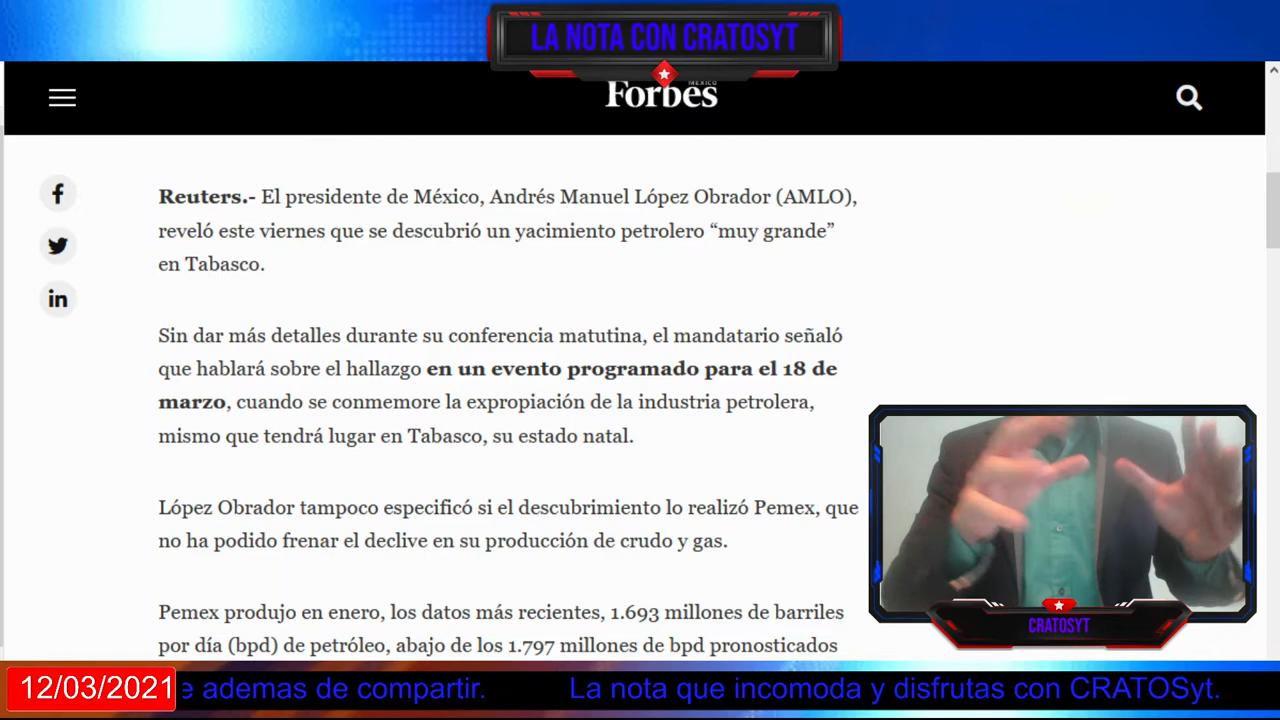 LA NOTA CON CRATOSYT
MÉXICO
Forbes
Reuters.- El presidente de México, Andrés Manuel López Obrador (AMLO),
reveló este viernes que se descubrió un yacimiento petrolero “muy grande”
en Tabasco.
Sin dar más detalles durante su conferencia matutina, el mandatario señaló
que hablará sobre el hallazgo en un evento programado para el 18 de
marzo, cuando se conmemore la expropiación de la industria petrolera,
mismo que tendrá lugar en Tabasco, su estado natal.
López Obrador tampoco especificó si el descubrimiento lo realizó Pemex, que
no ha podido frenar el declive en su producción de crudo y gas.
Pemex produjo en enero, los datos más recientes, 1.693 millones de barriles
por día (bpd) de petróleo, abajo de los 1.797 millones de bpd pronosticados
CRATOSYT
12/03/2021
e ademas de compartir. La nota que incomoda y disfrutas con CRATOSyt.